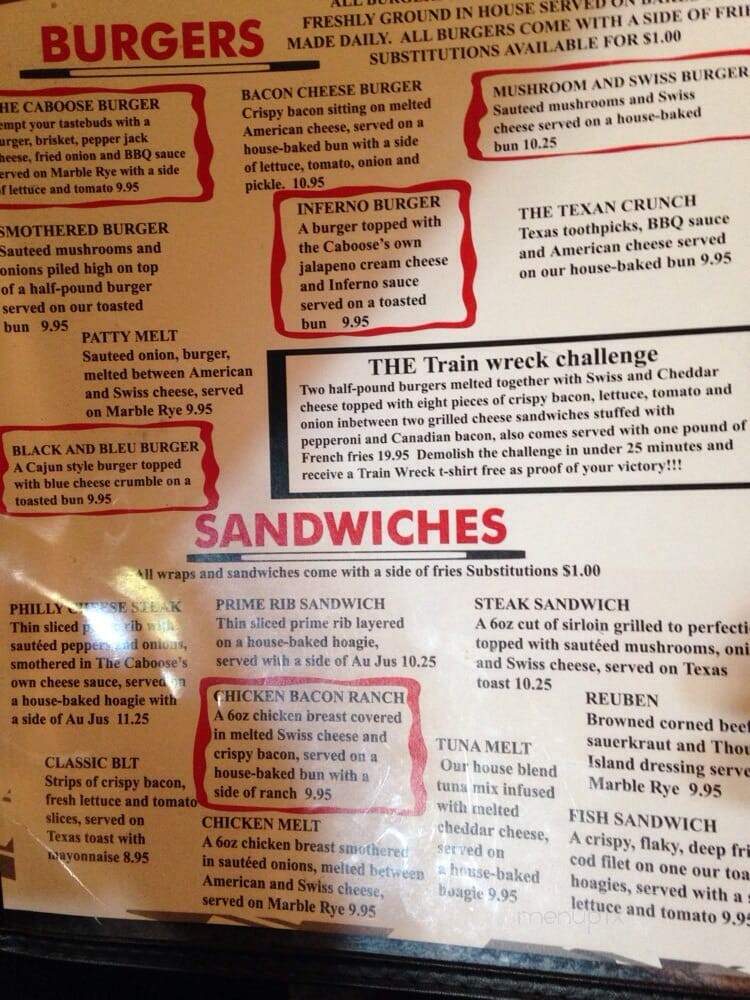 BURGERS
FRESHLY GROUND IN HOUSE SERVED
MADE DAILY. ALL BURGERS COME WITH A SIDE OF
SUBSTITUTIONS AVAILABLE FOR $1.00
CABOOSE BURGER
your tastebuds with a
brisket, pepper jack
fried onion and BBQ sauce
on Marble Rye with a side
lettuce and tomato 9.95
BACON CHEESE BURGER
Crispy bacon sitting on melted
American cheese, served on a
house-baked bun with a side
of lettuce, tomato, onion and
pickle. 10.95
MUSHROOM AND SWISS BURGER
Sauteed mushrooms and Swiss
cheese served on a house-baked
bun 10.25
SMOTHERED BURGER
Sauteed mushrooms and
onions piled high on top
of a half-pound burger
served on our toasted
bun 9.95
INFERNO BURGER
A burger topped with
the Caboose's own
jalapeno cream cheese
and Inferno sauce
served on a toasted
bun 9.95
THE TEXAN CRUNCH
Texas toothpicks, BBQ sauce
and American cheese served
on our house-baked bun 9.95
PATTY MELT
Sauteed onion, burger,
melted between American
and Swiss cheese, served
on Marble Rye 9.95
THE Train wreck challenge
Two half-pound burgers melted together with Swiss and Cheddar
cheese topped with eight pieces of crispy bacon, lettuce, tomato and
onion inbetween two grilled cheese sandwiches stuffed with
pepperoni and Canadian bacon, also comes served with one pound of
French fries 19.95 Demolish the challenge in under 25 minutes and
receive a Train Wreck t-shirt free as proof of your victory!!!
BLACK AND BLEU BURGER
A Cajun style burger topped
with blue cheese crumble on a
toasted bun 9.95
SANDWICHES
All wraps and sandwiches come with a side of fries Substitutions $1.00
PHILLY CHEESE STEAK
Thin sliced rib with
sautéed peppers and onions,
smothered in The Caboose's
own cheese sauce, served on
a house-baked hoagie with
a side of Au Jus 11.25
PRIME RIB SANDWICH
Thin sliced prime rib layered
on a house-baked hoagie,
served with a side of Au Jus 10.25
STEAK SANDWICH
A 6oz cut of sirloin grilled to
topped with sautéed mushrooms,
and Swiss cheese, served on Texas
toast 10.25
CHICKEN BACON RANCH
A 6oz chicken breast covered
in melted Swiss cheese and
crispy bacon, served on a
house-baked bun with a
side of ranch 9.95
REUBEN
Browned corned beef
sauerkraut and
Island dressing
Marble Rye 9.95
CLASSIC BLT
Strips of crispy bacon,
fresh lettuce and tomato
slices, served on
Texas toast with
mayonnaise 8.95
TUNA MELT
Our house blend
tuna mix infused
with melted
cheddar cheese,
served on
a house-baked
hoagie 9.95
CHICKEN MELT
A 6oz chicken breast smothered
in sautéed onions, melted between
American and Swiss cheese,
served on Marble Rye 9.95
FISH SANDWICH
A crispy, flaky, deep
cod filet on one our
hoagies, served with a
lettuce and tomato 9.95
menupix